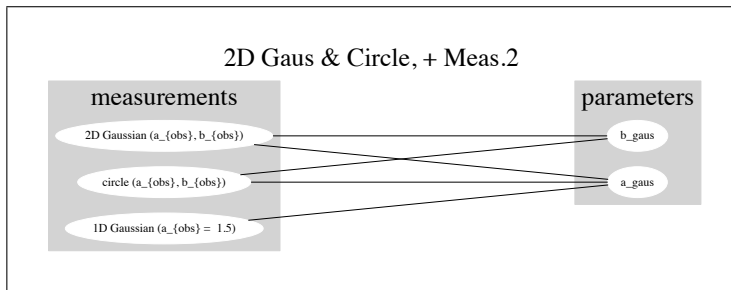 2D Gaus & Circle, + Meas.2
measurements
2D Gaussian (a_{obs}, b_{obs})
circle (a_{obs}, b_{obs})
1D Gaussian (a_{obs} = 1.5)
parameters
b_gaus
a_gaus